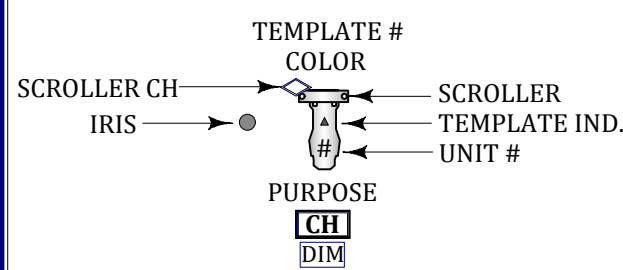 TEMPLATE #
COLOR
SCROLLER CH
SCROLLER
IRIS
TEMPLATE IND.
#
UNIT #
PURPOSE
CH
DIM